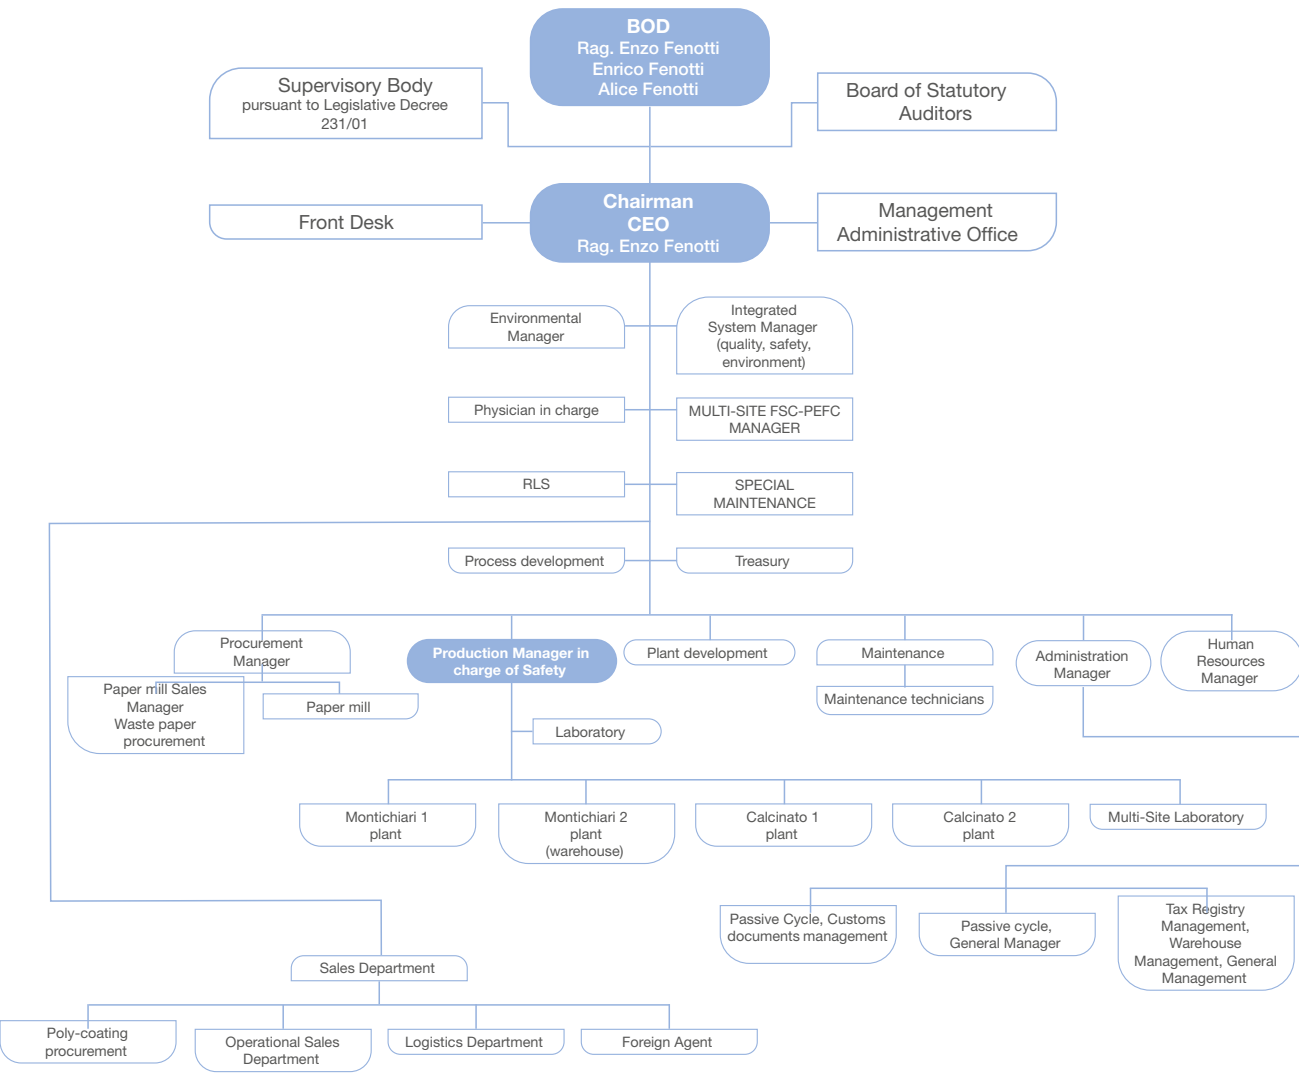 BOD
Rag. Enzo Fenotti
Enrico Fenotti
Alice Fenotti
Supervisory Body
pursuant to Legislative Decree
231/01
Board of Statutory
Auditors
Chairman
CEO
Rag. Enzo Fenotti
Front Desk
Management
Administrative Office
Environmental
Manager
Integrated
System Manager
(quality, safety,
environment)
Physician in charge
MULTI-SITE FSC-PEFC
MANAGER
RLS
SPECIAL
MAINTENANCE
Process development
Treasury
Procurement
Manager
Production Manager in
charge of Safety
Plant development
Maintenance
Administration
Manager
Human
Resources
Manager
Paper mill Sales
Manager
Waste paper
procurement
Paper mill
Maintenance technicians
Laboratory
Montichiari 1
plant
Montichiari 2
plant
(warehouse)
Calcinato 1
plant
Calcinato 2
plant
Multi-Site Laboratory
Passive Cycle, Customs
documents management
Passive cycle,
General Manager
Tax Registry
Management,
Warehouse
Management, General
Management
Sales Department
Poly-coating
procurement
Operational Sales
Department
Logistics Department
Foreign Agent